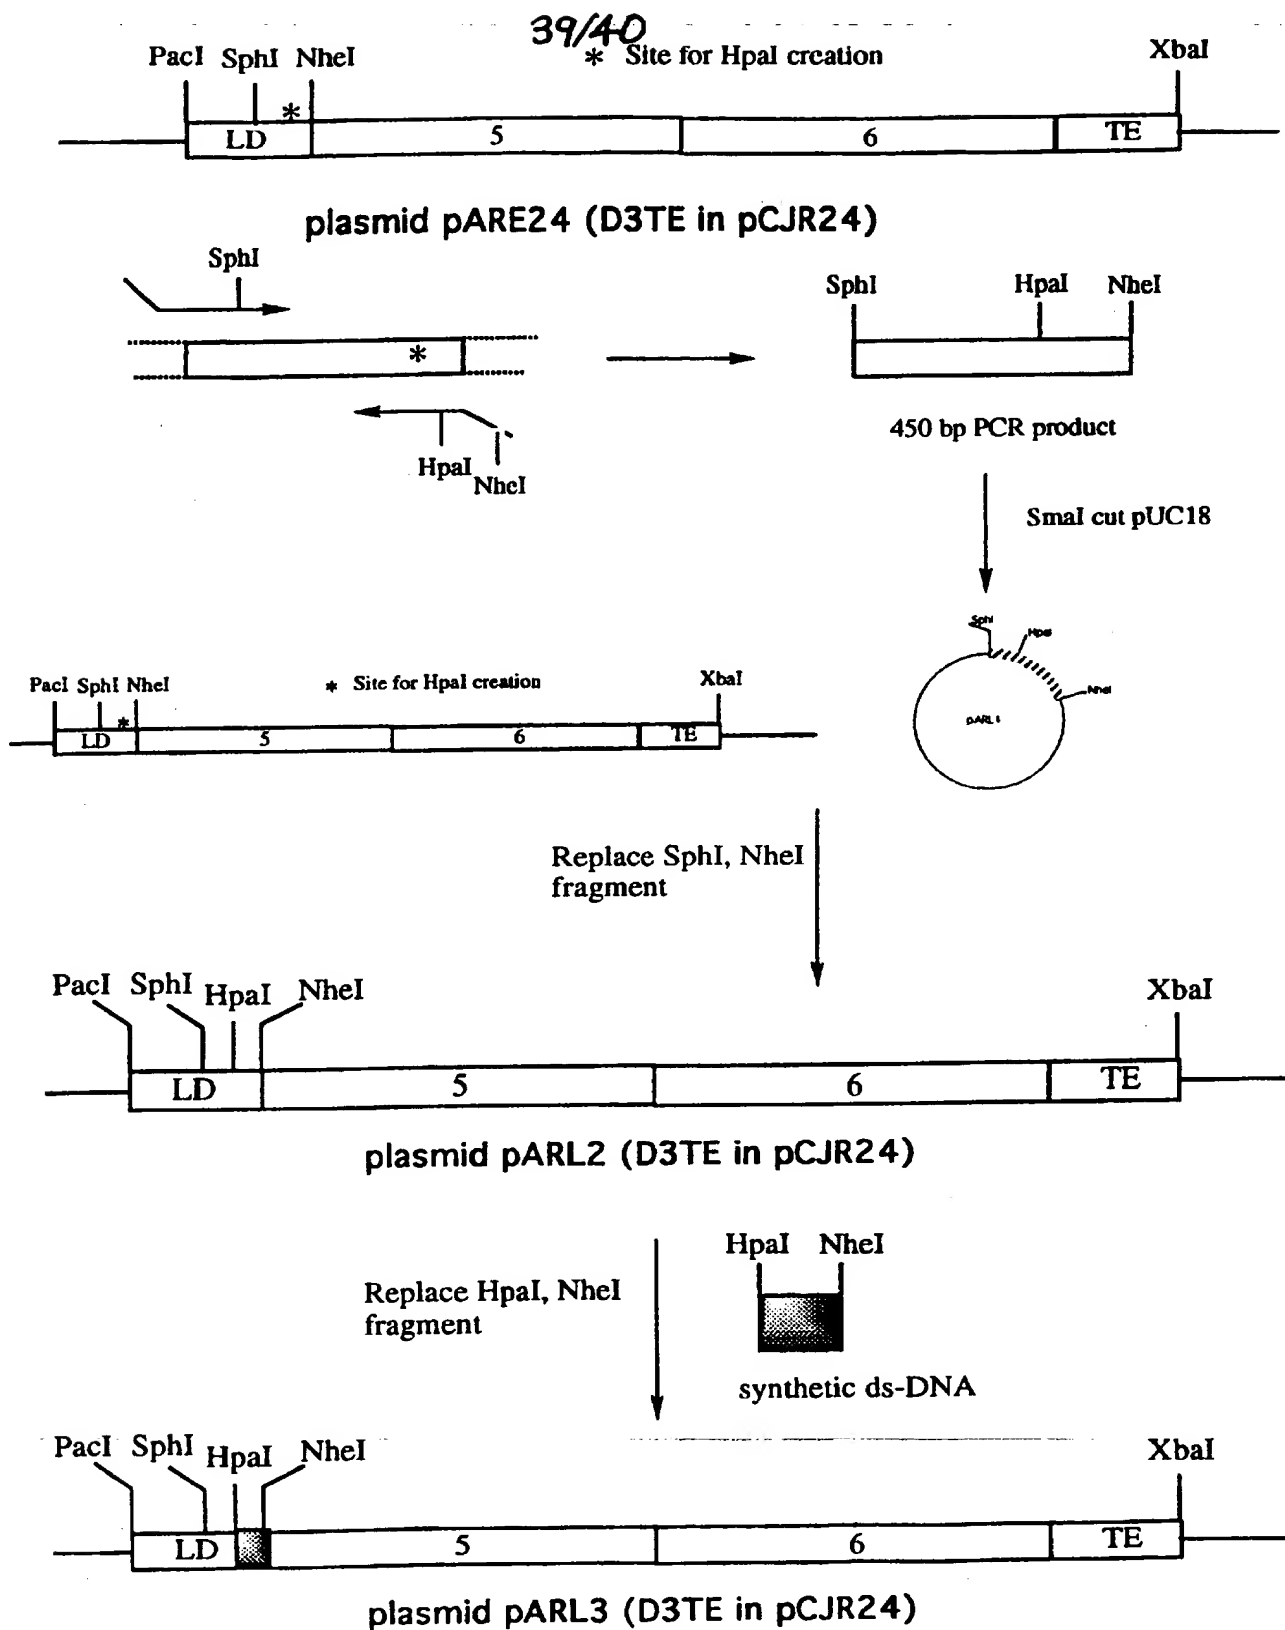 39/40
* Site for HpaI creation
PacI SphI NheI
XbaI
*
LD 5 6 TE
plasmid pARE24 (D3TE in pCJR24)
SphI
*
HpaI
NheI
SphI HpaI NheI
450 bp PCR product
SmaI cut pUC18
SphI
HpaI
NheI
pARL1
PacI SphI NheI
* Site for HpaI creation
XbaI
*
LD 5 6 TE
Replace SphI, NheI
fragment
PacI SphI HpaI NheI
XbaI
LD 5 6 TE
plasmid pARL2 (D3TE in pCJR24)
Replace HpaI, NheI
fragment
HpaI NheI
synthetic ds-DNA
PacI SphI HpaI NheI
XbaI
LD 5 6 TE
plasmid pARL3 (D3TE in pCJR24)